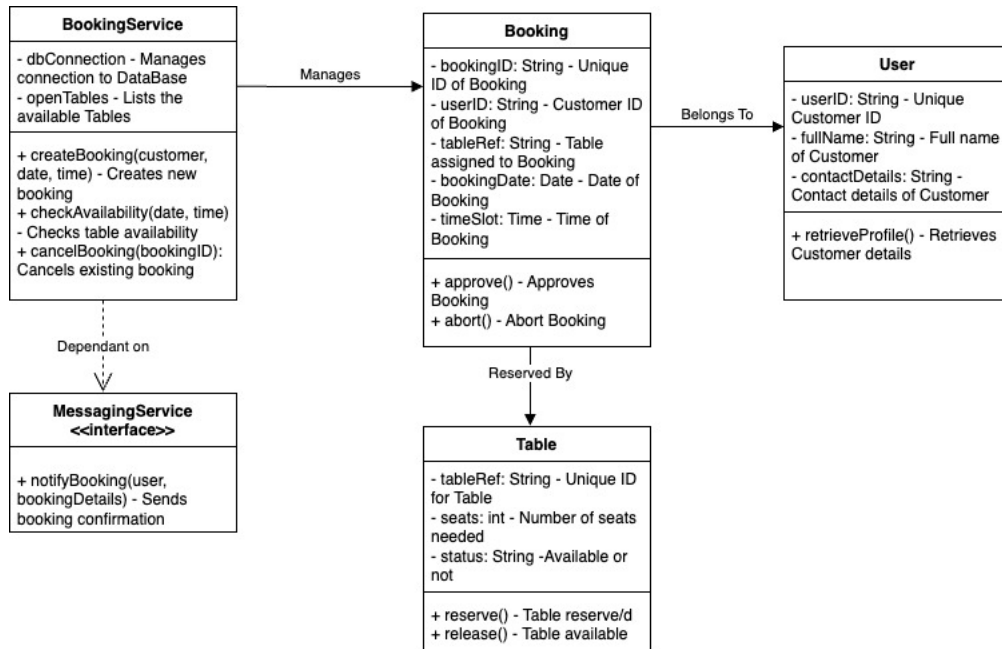 BookingService
- dbConnection - Manages
connection to DataBase
- openTables - Lists the
available Tables
+ createBooking(customer,
date, time) - Creates new
booking
+ checkAvailability(date, time)
- Checks table availability
+ cancelBooking(bookingID):
Cancels existing booking
Manages
Booking
- bookingID: String - Unique
ID of Booking
- userID: String - Customer ID
of Booking
- tableRef: String - Table
assigned to Booking
- bookingDate: Date - Date of
Booking
- timeSlot: Time - Time of
Booking
+ approve() - Approves
Booking
+ abort() - Abort Booking
Belongs To
User
- userID: String - Unique
Customer ID
- fullName: String - Full name
of Customer
- contactDetails: String -
Contact details of Customer
+ retrieveProfile() - Retrieves
Customer details
Dependant on
MessagingService
<<interface>>
+ notifyBooking(user,
bookingDetails) - Sends
booking confirmation
Reserved By
Table
- tableRef: String - Unique ID
for Table
- seats: int - Number of seats
needed
- status: String -Available or
not
+ reserve() - Table reserve/d
+ release() - Table available